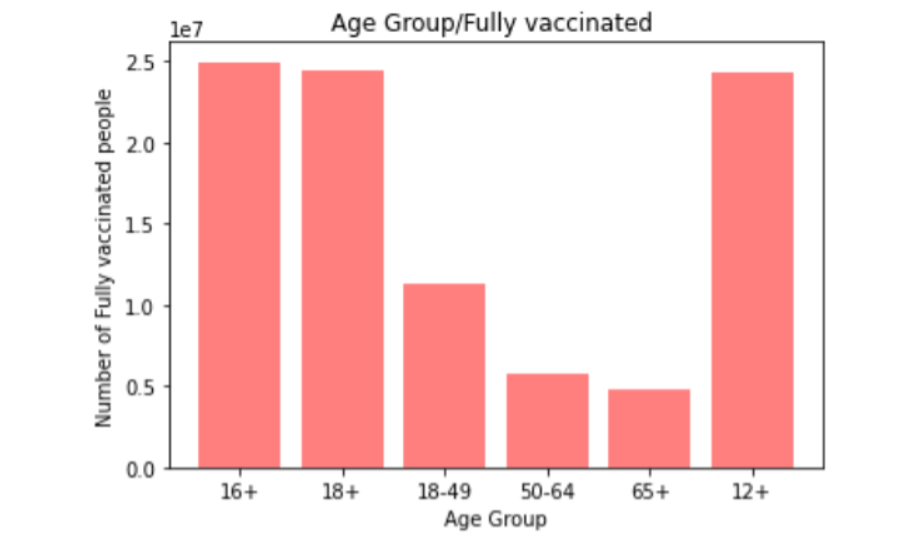 Age Group/Fully vaccinated
1e7
2.5
2.0
1.5
1.0
0.5
0.0
Number of Fully vaccinated people
16+ 18+ 18-49 50-64 65+ 12+
Age Group